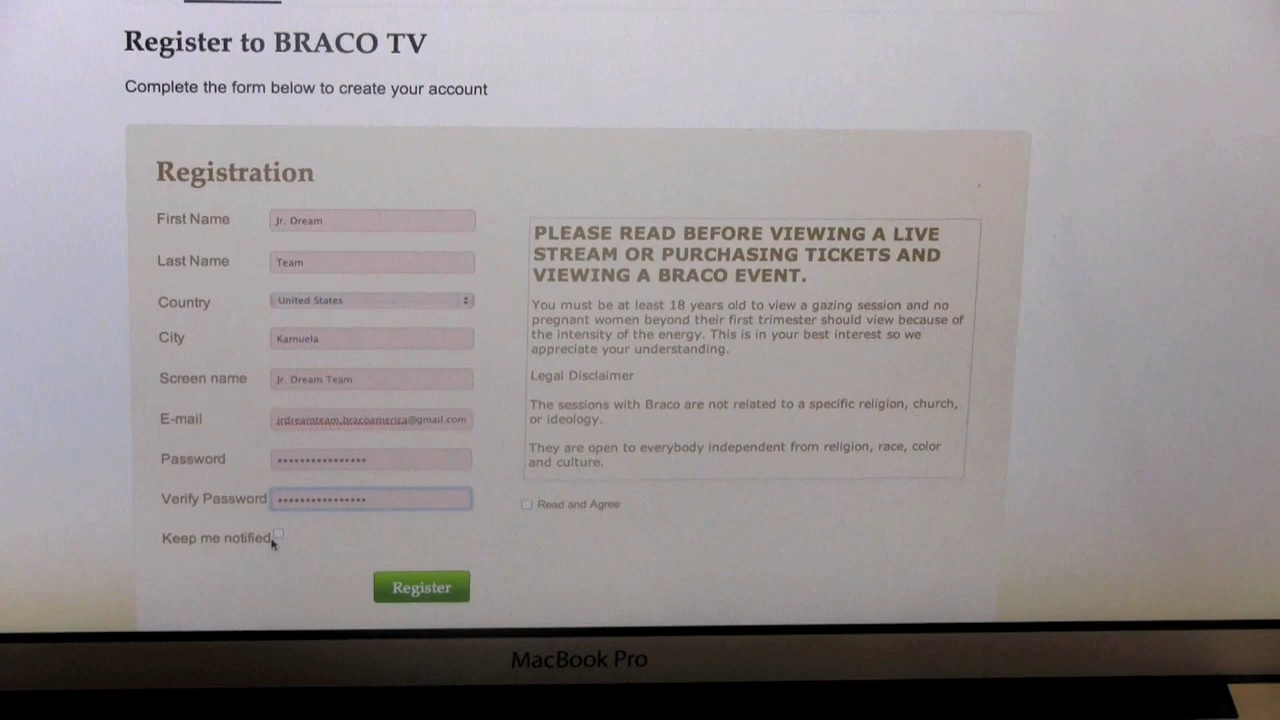 Register to BRACO TV
Complete the form below to create your account
Registration
First Name Jr. Dream
Last Name Team
Country United States
City Kamuela
Screen name Jr. Dream Team
E-mail jrdreamteam.bracoamerica@gmail.com
Password ••••••••••••••••
Verify Password ••••••••••••••••
Keep me notified
Register
PLEASE READ BEFORE VIEWING A LIVE
STREAM OR PURCHASING TICKETS AND
VIEWING A BRACO EVENT.
You must be at least 18 years old to view a gazing session and no
pregnant women beyond their first trimester should view because of
the intensity of the energy. This is in your best interest so we
appreciate your understanding.
Legal Disclaimer
The sessions with Braco are not related to a specific religion, church,
or ideology.
They are open to everybody independent from religion, race, color
and culture.
Read and Agree
MacBook Pro